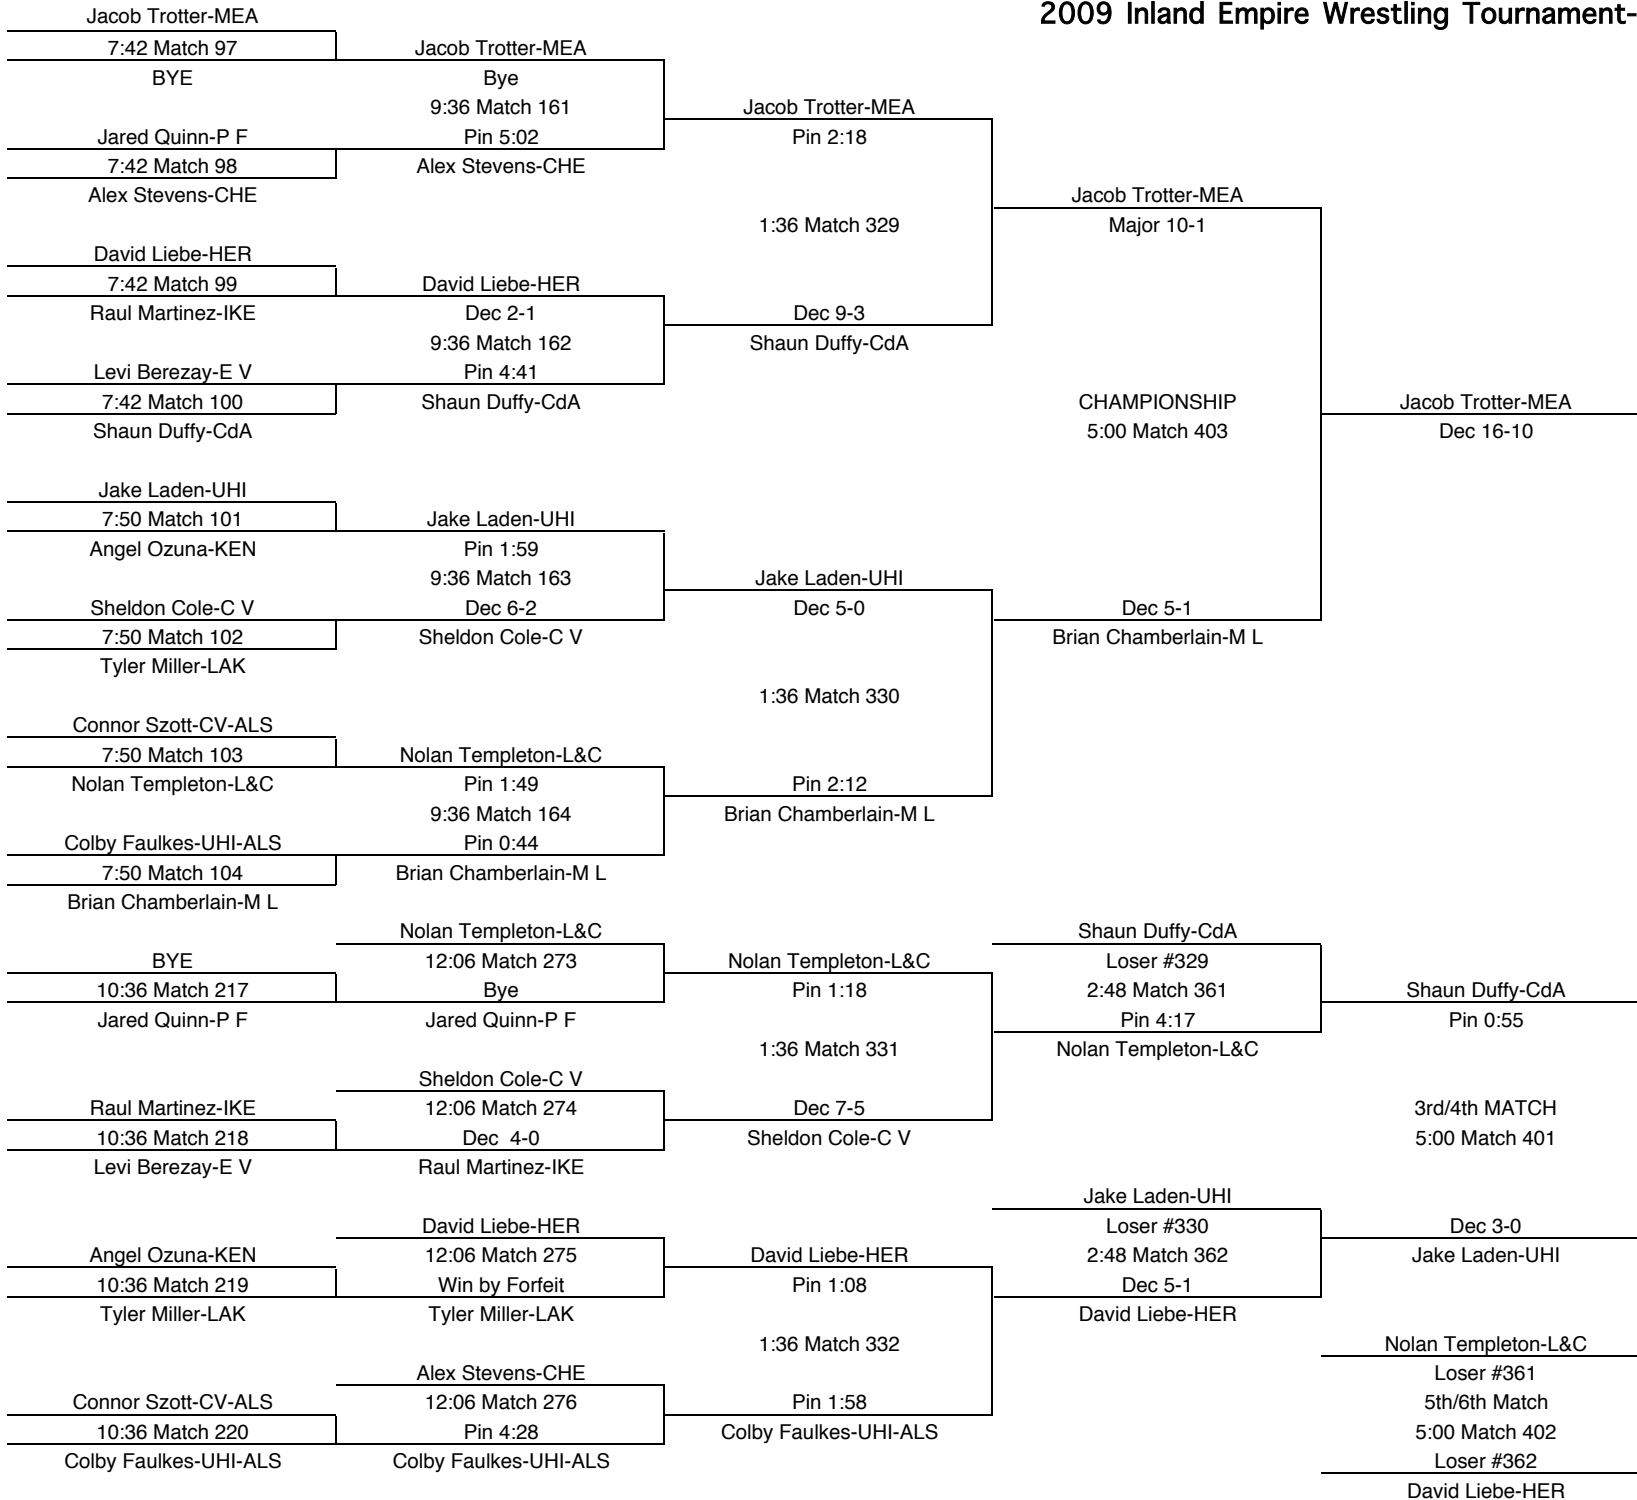 2009 Inland Empire Wrestling Tournament-
Jacob Trotter-MEA
7:42 Match 97
BYE
Jared Quinn-P F
7:42 Match 98
Alex Stevens-CHE
David Liebe-HER
7:42 Match 99
Raul Martinez-IKE
Levi Berezay-E V
7:42 Match 100
Shaun Duffy-CdA
Jake Laden-UHI
7:50 Match 101
Angel Ozuna-KEN
Sheldon Cole-C V
7:50 Match 102
Tyler Miller-LAK
Connor Szott-CV-ALS
7:50 Match 103
Nolan Templeton-L&C
Colby Faulkes-UHI-ALS
7:50 Match 104
Brian Chamberlain-M L
Jacob Trotter-MEA
Bye
9:36 Match 161
Pin 5:02
Alex Stevens-CHE
David Liebe-HER
Dec 2-1
9:36 Match 162
Pin 4:41
Shaun Duffy-CdA
Jake Laden-UHI
Pin 1:59
9:36 Match 163
Dec 6-2
Sheldon Cole-C V
Nolan Templeton-L&C
Pin 1:49
9:36 Match 164
Pin 0:44
Brian Chamberlain-M L
Jacob Trotter-MEA
Pin 2:18
1:36 Match 329
Dec 9-3
Shaun Duffy-CdA
Jake Laden-UHI
Dec 5-0
1:36 Match 330
Pin 2:12
Brian Chamberlain-M L
Jacob Trotter-MEA
Major 10-1
CHAMPIONSHIP
5:00 Match 403
Dec 5-1
Brian Chamberlain-M L
Jacob Trotter-MEA
Dec 16-10
BYE
10:36 Match 217
Jared Quinn-P F
Raul Martinez-IKE
10:36 Match 218
Levi Berezay-E V
Angel Ozuna-KEN
10:36 Match 219
Tyler Miller-LAK
Connor Szott-CV-ALS
10:36 Match 220
Colby Faulkes-UHI-ALS
Nolan Templeton-L&C
12:06 Match 273
Bye
Jared Quinn-P F
Sheldon Cole-C V
12:06 Match 274
Dec 4-0
Raul Martinez-IKE
David Liebe-HER
12:06 Match 275
Win by Forfeit
Tyler Miller-LAK
Alex Stevens-CHE
12:06 Match 276
Pin 4:28
Colby Faulkes-UHI-ALS
Nolan Templeton-L&C
Pin 1:18
1:36 Match 331
Dec 7-5
Sheldon Cole-C V
David Liebe-HER
Pin 1:08
1:36 Match 332
Pin 1:58
Colby Faulkes-UHI-ALS
Shaun Duffy-CdA
Loser #329
2:48 Match 361
Pin 4:17
Nolan Templeton-L&C
Jake Laden-UHI
Loser #330
2:48 Match 362
Dec 5-1
David Liebe-HER
Shaun Duffy-CdA
Pin 0:55
3rd/4th MATCH
5:00 Match 401
Dec 3-0
Jake Laden-UHI
Nolan Templeton-L&C
Loser #361
5th/6th Match
5:00 Match 402
Loser #362
David Liebe-HER